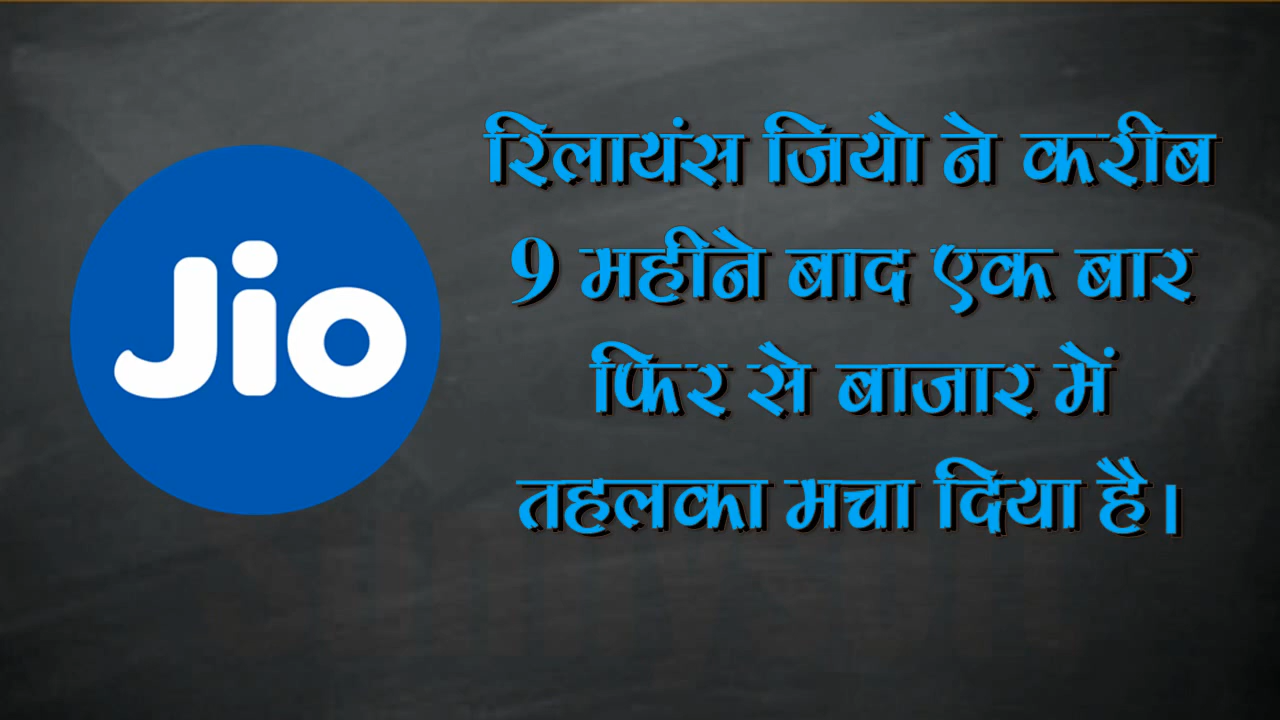 Jio
रिलायंस जियो ने करीब
9 महीने बाद एक बार
फिर से बाजार में
तहलका मचा दिया है।